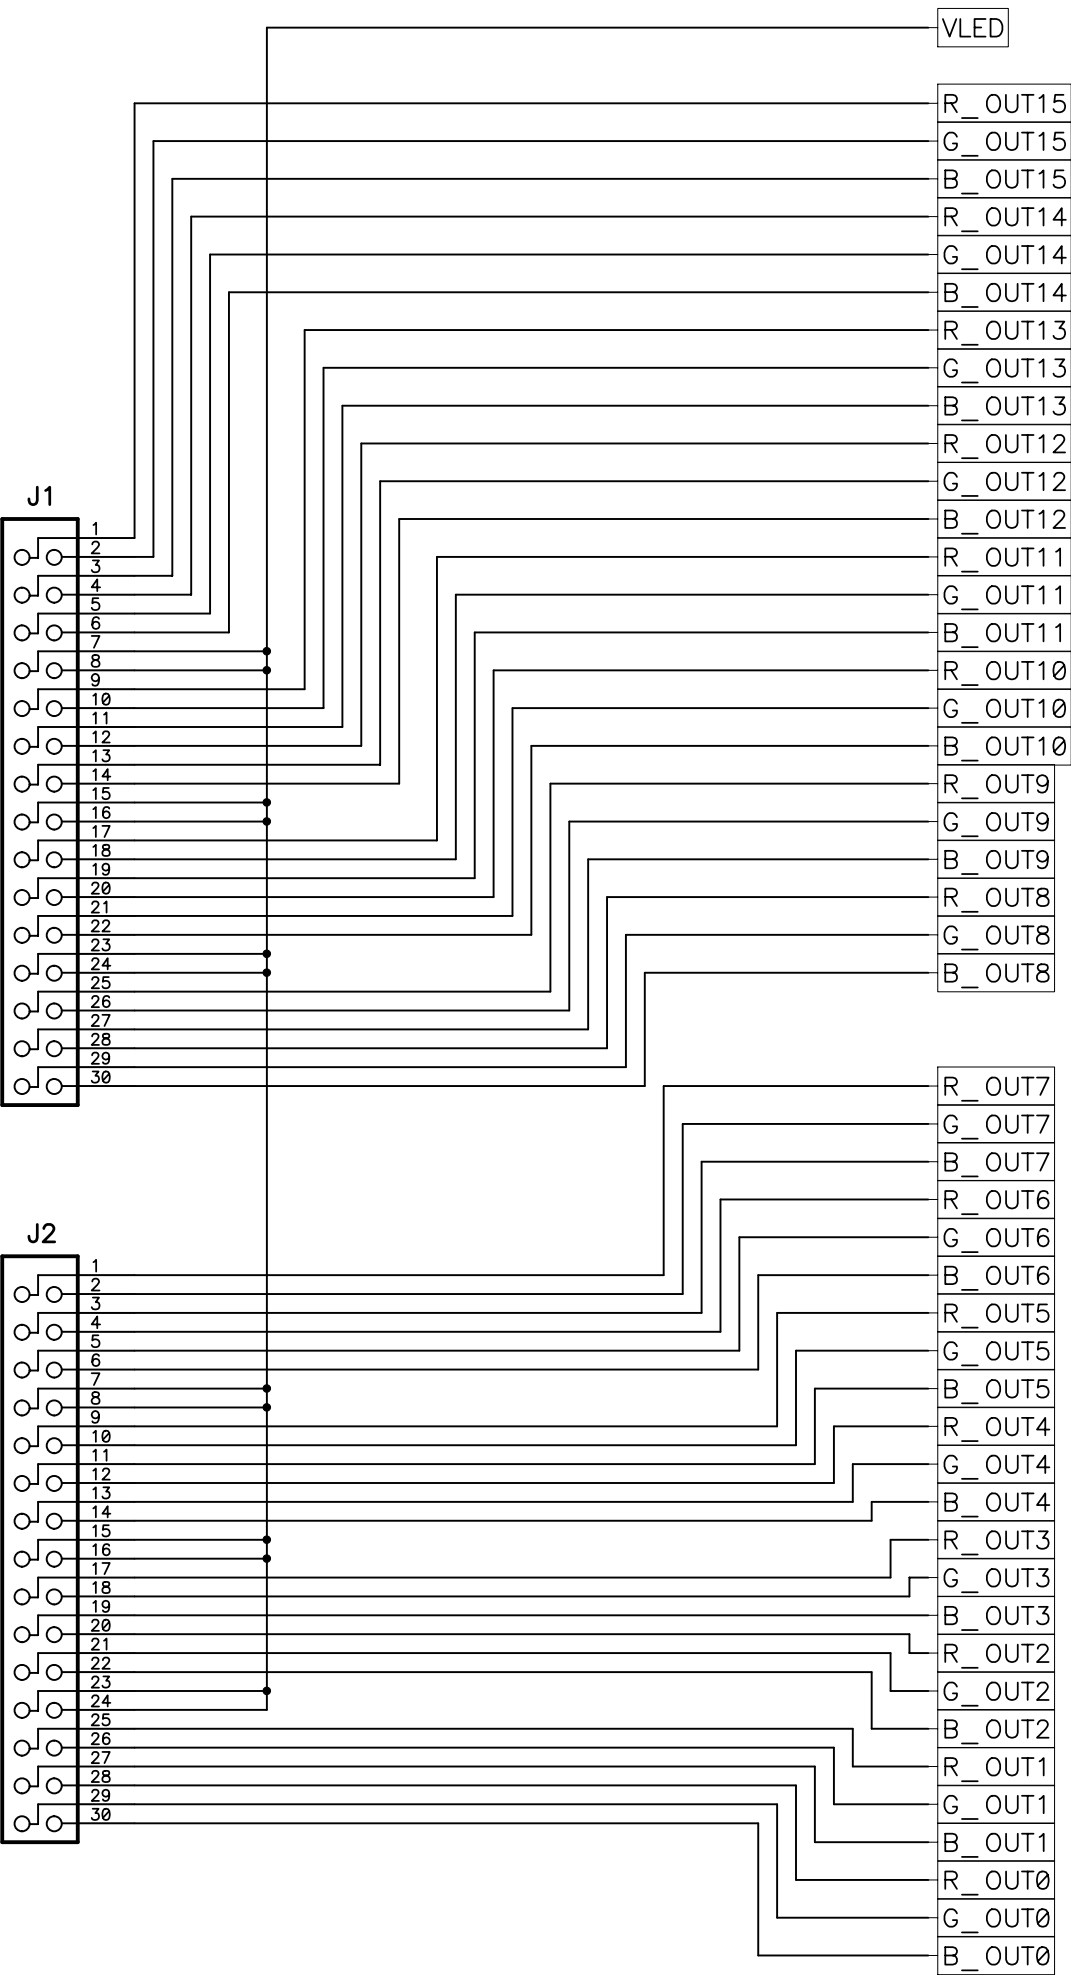 VLED
R_OUT15
G_OUT15
B_OUT15
R_OUT14
G_OUT14
B_OUT14
R_OUT13
G_OUT13
B_OUT13
R_OUT12
G_OUT12
B_OUT12
R_OUT11
G_OUT11
B_OUT11
R_OUT10
G_OUT10
B_OUT10
R_OUT9
G_OUT9
B_OUT9
R_OUT8
G_OUT8
B_OUT8
J1
1
2
3
4
5
6
7
8
9
10
11
12
13
14
15
16
17
18
19
20
21
22
23
24
25
26
27
28
29
30
R_OUT7
G_OUT7
B_OUT7
R_OUT6
G_OUT6
B_OUT6
R_OUT5
G_OUT5
B_OUT5
R_OUT4
G_OUT4
B_OUT4
R_OUT3
G_OUT3
B_OUT3
R_OUT2
G_OUT2
B_OUT2
R_OUT1
G_OUT1
B_OUT1
R_OUT0
G_OUT0
B_OUT0
J2
1
2
3
4
5
6
7
8
9
10
11
12
13
14
15
16
17
18
19
20
21
22
23
24
25
26
27
28
29
30